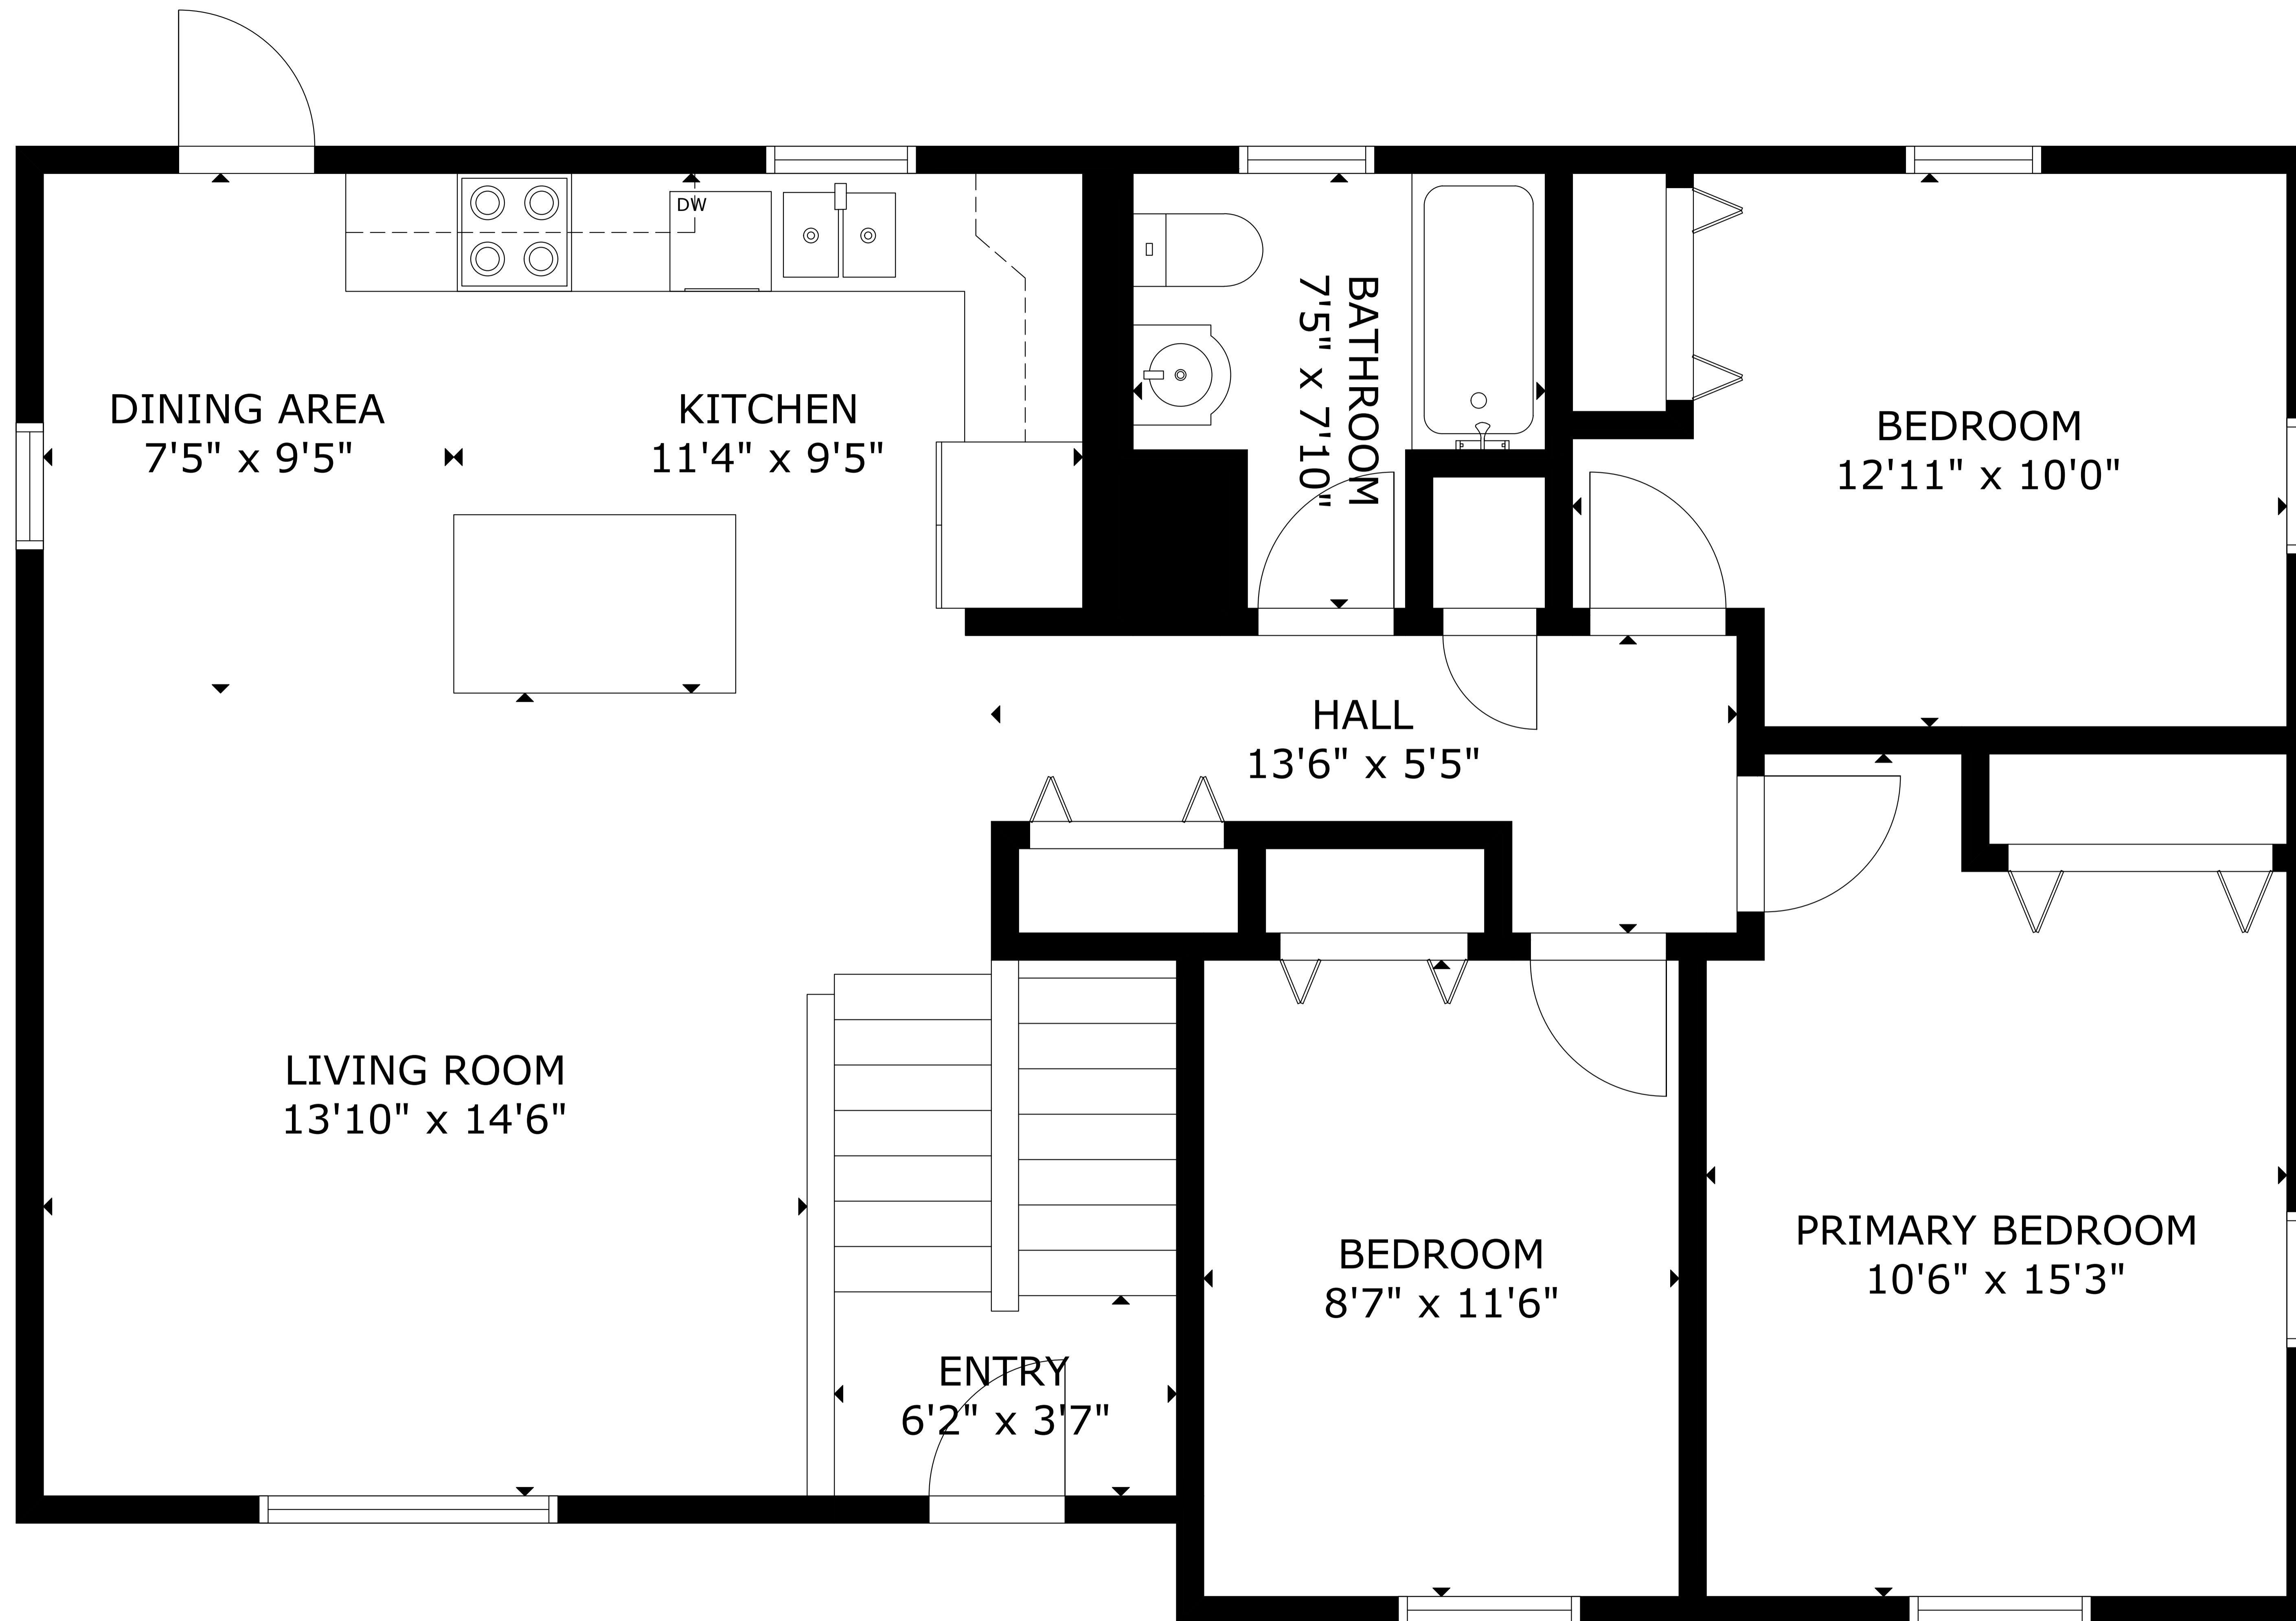 DW
DINING AREA
7'5" x 9'5"
KITCHEN
11'4" x 9'5"
BATHROOM
7'5" x 7'10"
BEDROOM
12'11" x 10'0"
HALL
13'6" x 5'5"
LIVING ROOM
13'10" x 14'6"
BEDROOM
8'7" x 11'6"
PRIMARY BEDROOM
10'6" x 15'3"
ENTRY
6'2" x 3'7"